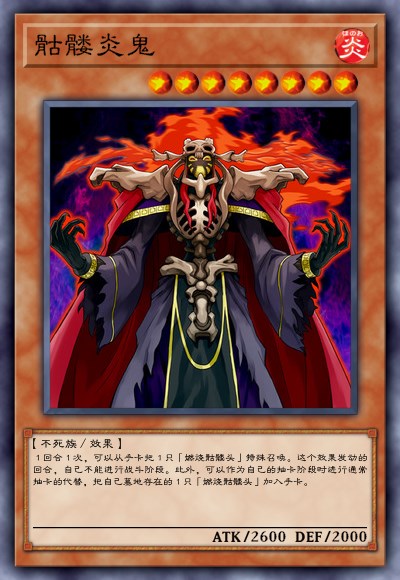 骷髅炎鬼
ほのお
炎
【不死族／效果】
１回合１次，可以从手卡把１只「燃烧骷髅头」特殊召唤。这个效果发动的
回合，自己不能进行战斗阶段。此外，可以作为自己的抽卡阶段时进行通常
抽卡的代替，把自己墓地存在的１只「燃烧骷髅头」加入手卡。
ATK/2600 DEF/2000